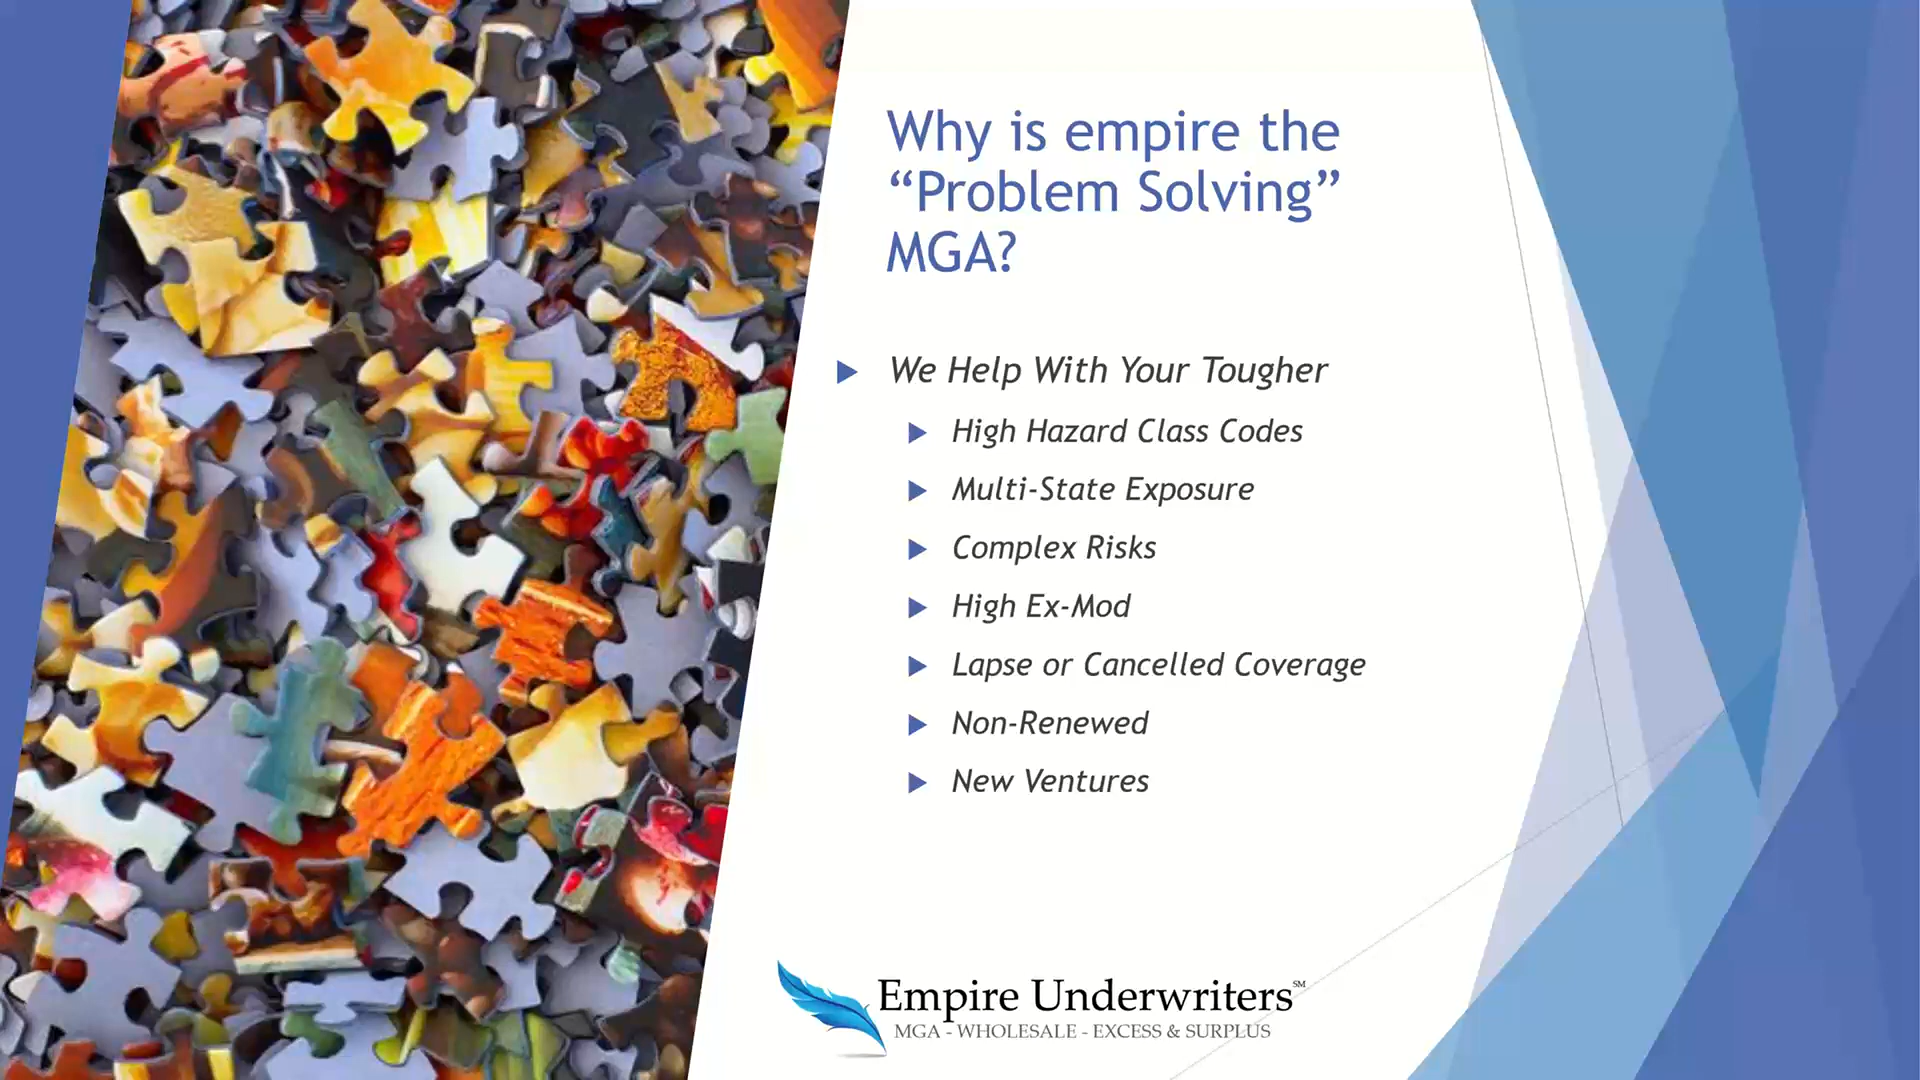 Why is empire the
“Problem Solving”
MGA?
We Help With Your Tougher
High Hazard Class Codes
Multi-State Exposure
Complex Risks
High Ex-Mod
Lapse or Cancelled Coverage
Non-Renewed
New Ventures
Empire Underwriters℠
MGA - WHOLESALE - EXCESS & SURPLUS